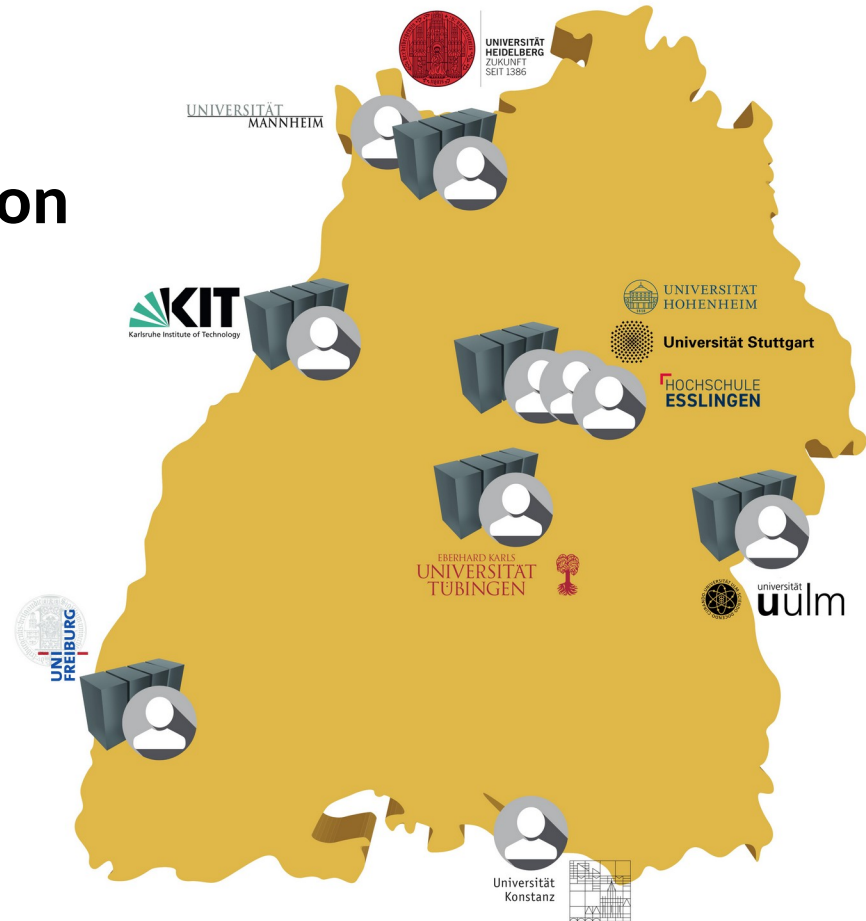 UNIVERSITÄT
HEIDELBERG
ZUKUNFT
SEIT 1386
UNIVERSITÄT
MANNHEIM
on
KIT
Karlsruhe Institute of Technology
UNIVERSITÄT
HOHENHEIM
Universität Stuttgart
HOCHSCHULE
ESSLINGEN
EBERHARD KARLS
UNIVERSITÄT
TÜBINGEN
universität
uulm
UNI
FREIBURG
Universität
Konstanz